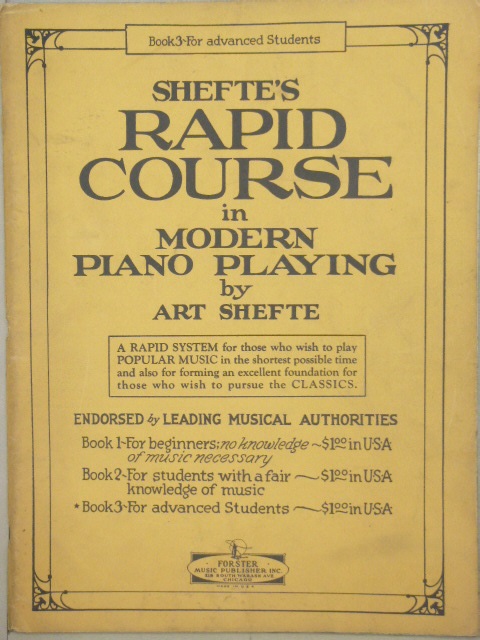 Book 3~For advanced Students
SHEFTE'S
RAPID
COURSE
in
MODERN
PIANO PLAYING
by
ART SHEFTE
A RAPID SYSTEM for those who wish to play
POPULAR MUSIC in the shortest possible time
and also for forming an excellent foundation for
those who wish to pursue the CLASSICS.
ENDORSED by LEADING MUSICAL AUTHORITIES
Book 1~For beginners: no knowledge ~ $1.00 in USA
of music necessary
Book 2~For students with a fair ~ $1.00 in USA
knowledge of music
*Book 3~For advanced Students ~ $1.00 in USA
FORSTER
MUSIC PUBLISHER INC.
SOUTH WABASH AVE
CHICAGO